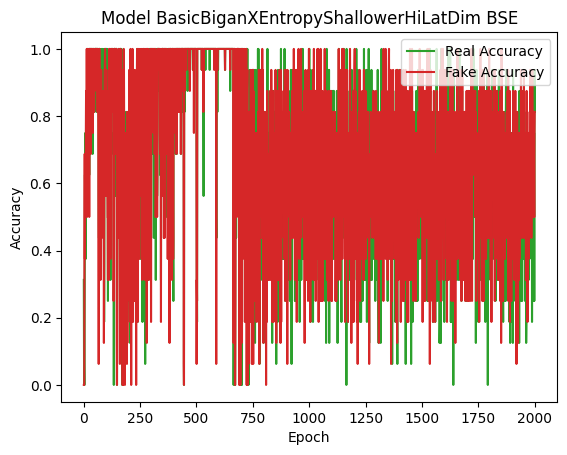 Model BasicBiganXEntropyShallowerHiLatDim BSE
Real Accuracy
Fake Accuracy
1.0
0.8
0.6
0.4
0.2
0.0
Accuracy
0 250 500 750 1000 1250 1500 1750 2000
Epoch